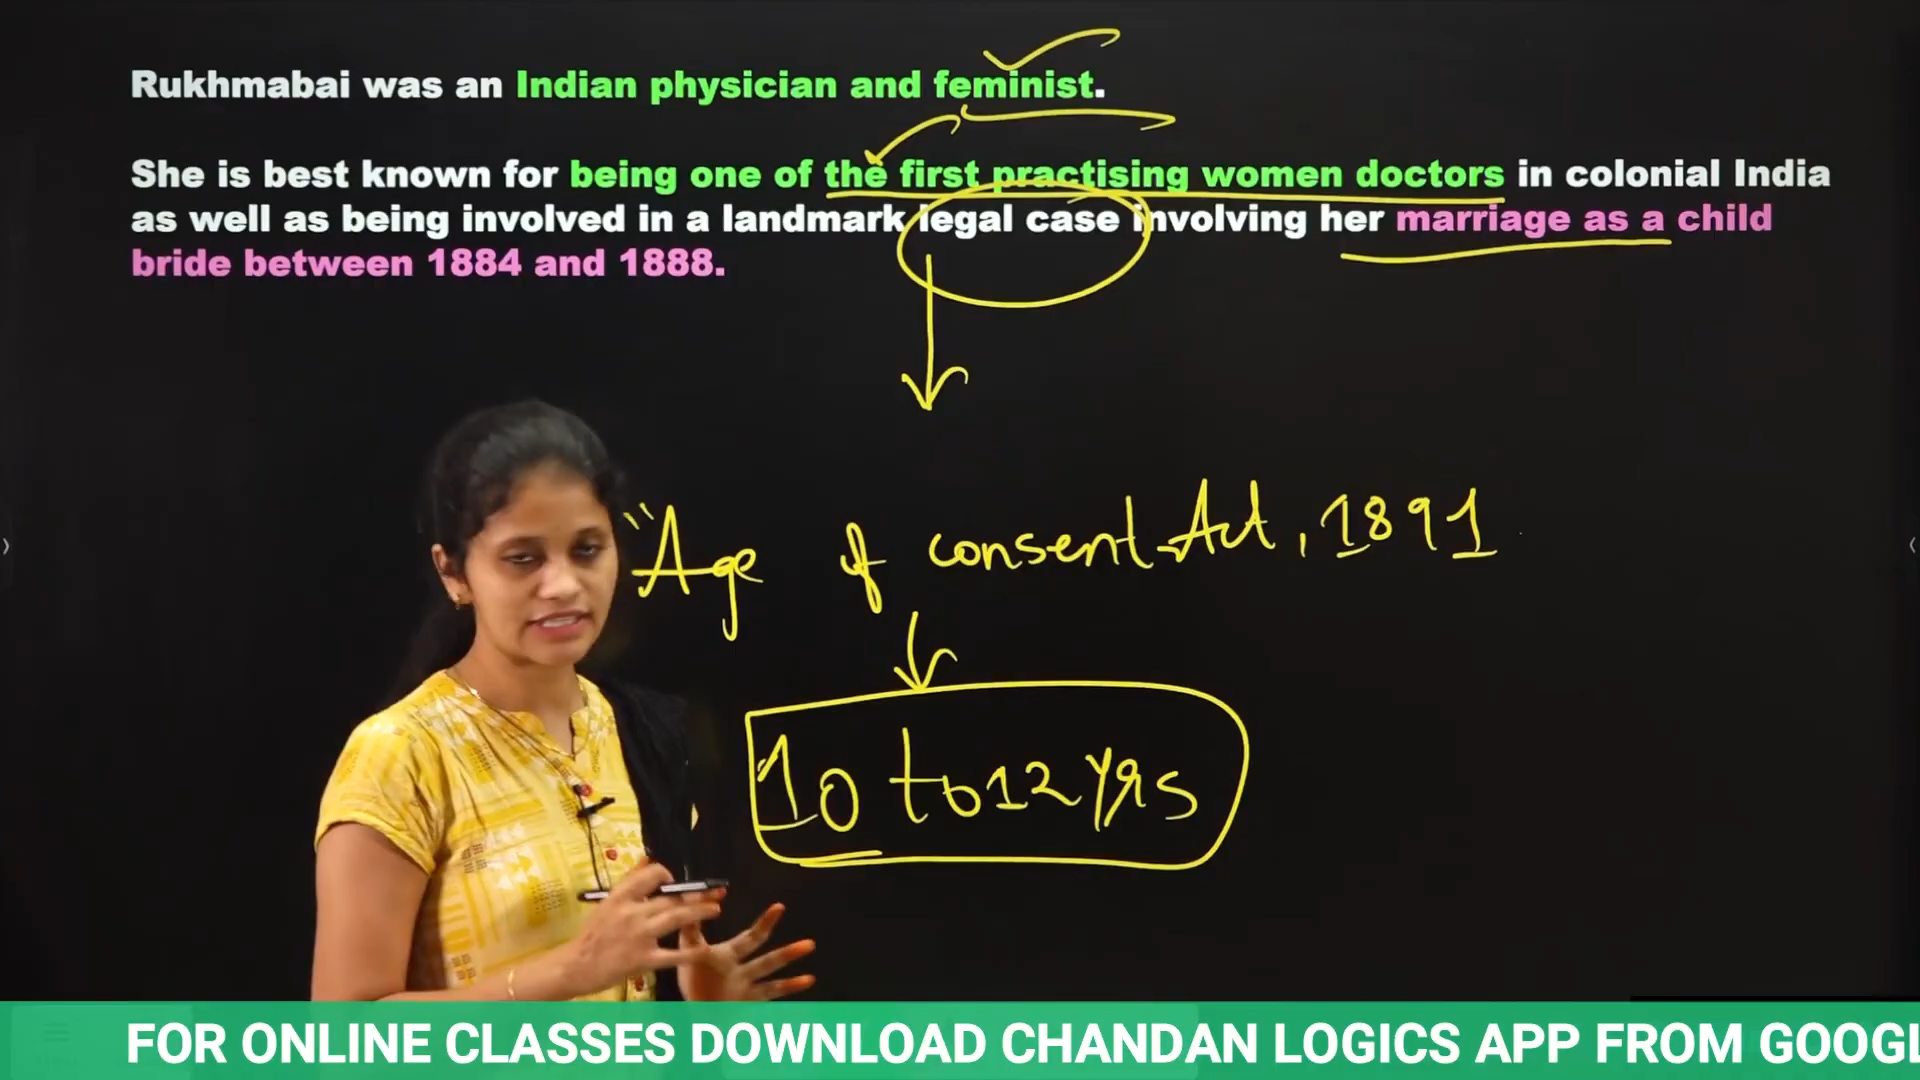 Rukhmabai was an Indian physician and feminist.
She is best known for being one of the first practising women doctors in colonial India
as well as being involved in a landmark legal case involving her marriage as a child
bride between 1884 and 1888.
"Age of consent Act, 1891
10 to 12 yrs
FOR ONLINE CLASSES DOWNLOAD CHANDAN LOGICS APP FROM GOOGL